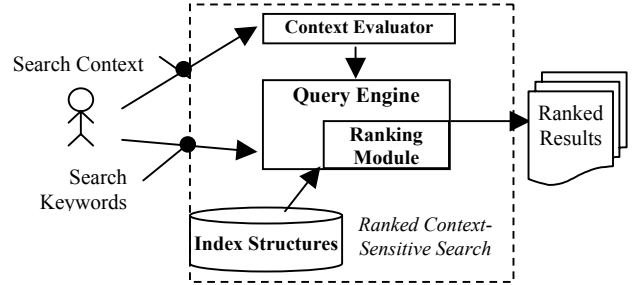 Context Evaluator
Search Context
Query Engine
Ranking
Module
Ranked
Results
Search
Keywords
Index Structures
Ranked Context-
Sensitive Search